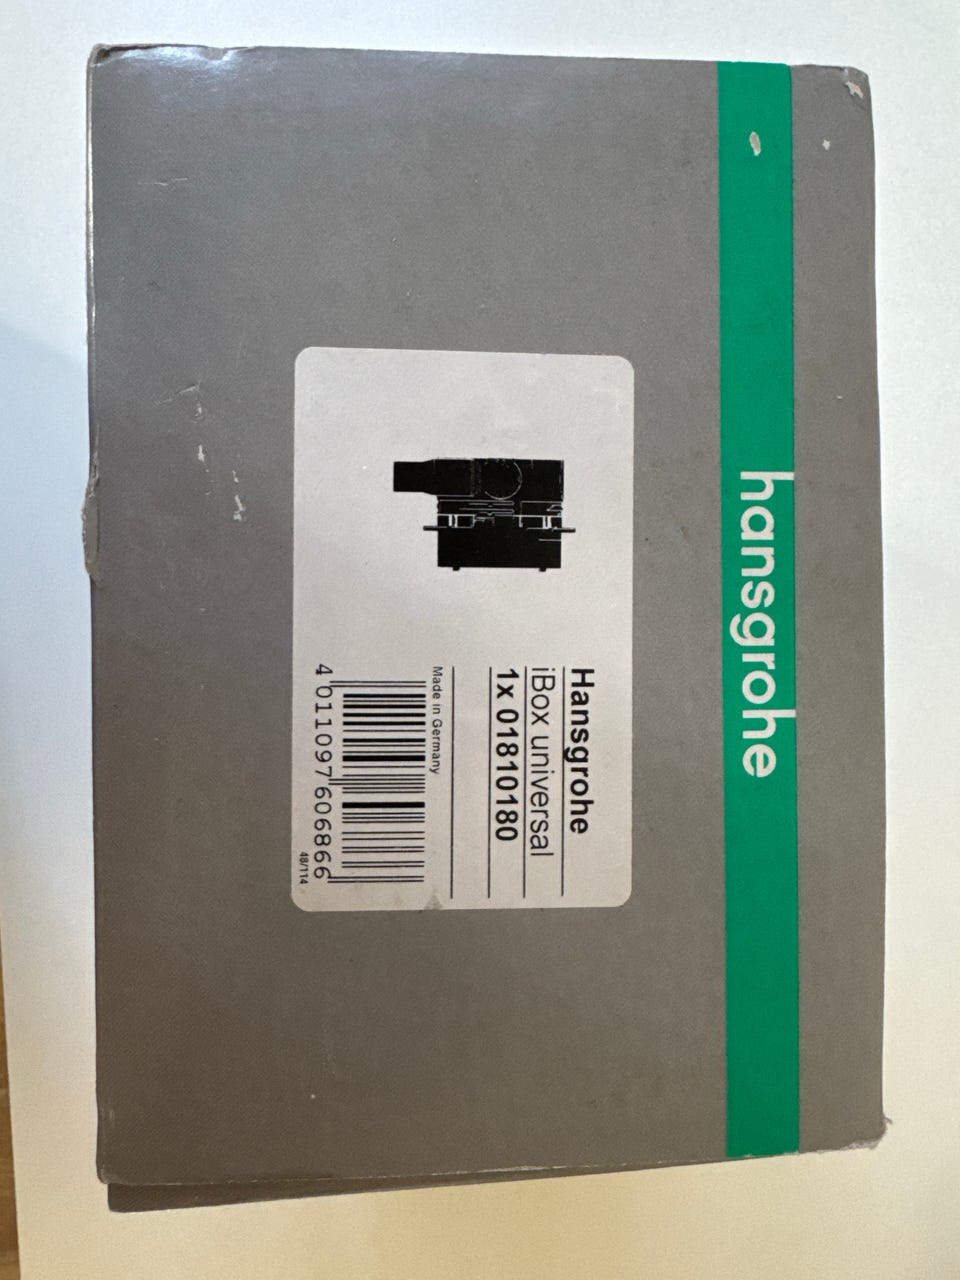 hansgrohe
Hansgrohe
iBox universal
1x 01810180
Made in Germany
4 011097 606866
48/114